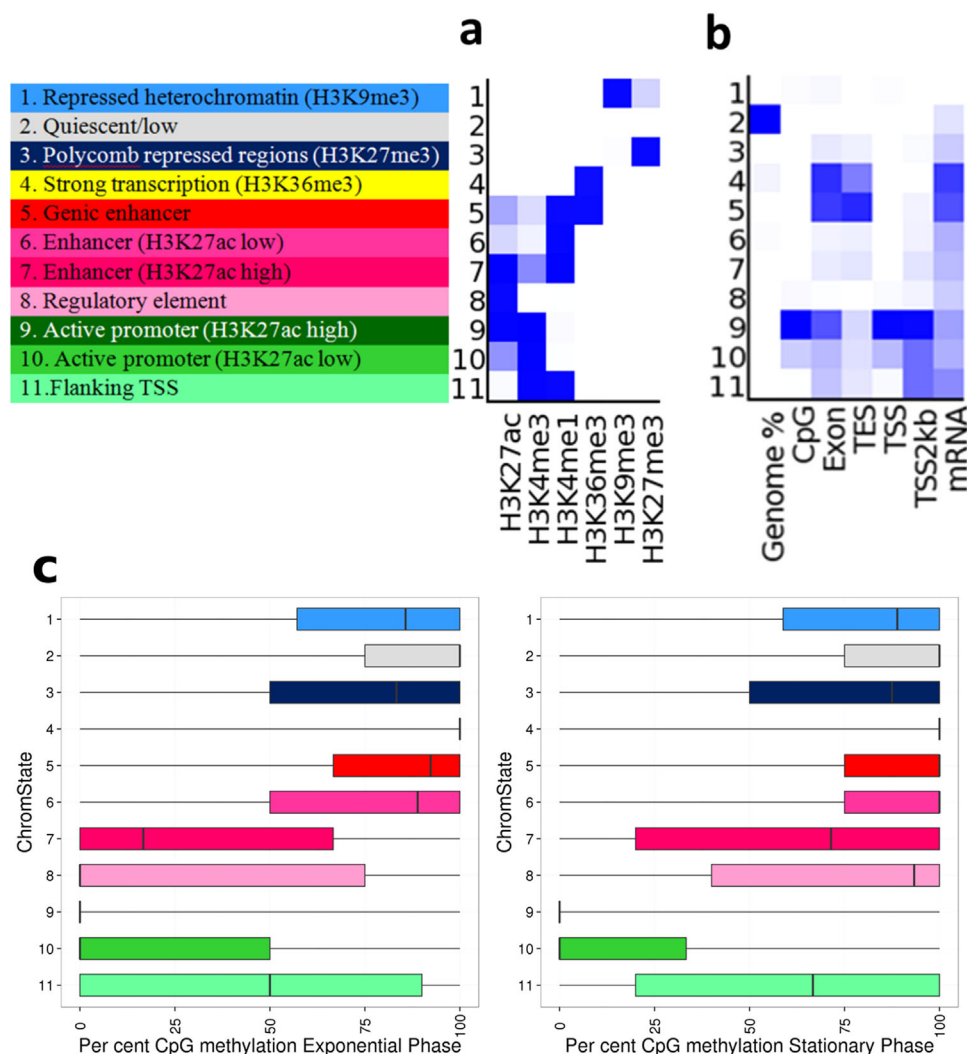 a
b
1. Repressed heterochromatin (H3K9me3)
2. Quiescent/low
3. Polycomb repressed regions (H3K27me3)
4. Strong transcription (H3K36me3)
5. Genic enhancer
6. Enhancer (H3K27ac low)
7. Enhancer (H3K27ac high)
8. Regulatory element
9. Active promoter (H3K27ac high)
10. Active promoter (H3K27ac low)
11.Flanking TSS
1
2
3
4
5
6
7
8
9
10
11
H3K27ac
H3K4me3
H3K4me1
H3K36me3
H3K9me3
H3K27me3
1
2
3
4
5
6
7
8
9
10
11
Genome %
CpG
Exon
TES
TSS
TSS2kb
mRNA
c
ChromState
1
2
3
4
5
6
7
8
9
10
11
0
25
50
75
100
Per cent CpG methylation Exponential Phase
ChromState
1
2
3
4
5
6
7
8
9
10
11
0
25
50
75
100
Per cent CpG methylation Stationary Phase